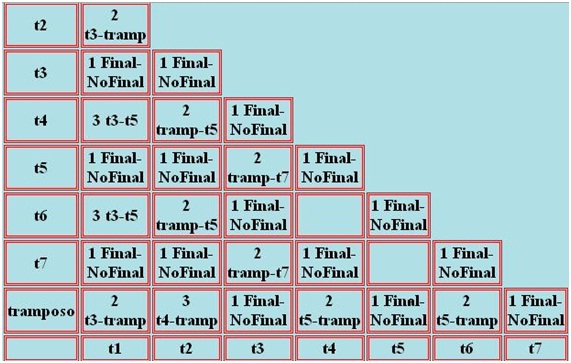 t2 2
t3-tramp
t3 1 Final-
NoFinal 1 Final-
NoFinal
t4 3 t3-t5 2
tramp-t5 1 Final-
NoFinal
t5 1 Final-
NoFinal 1 Final-
NoFinal 2
tramp-t7 1 Final-
NoFinal
t6 3 t3-t5 2
tramp-t5 1 Final-
NoFinal 1 Final-
NoFinal
t7 1 Final-
NoFinal 1 Final-
NoFinal 2
tramp-t7 1 Final-
NoFinal 1 Final-
NoFinal
tramposo 2
t3-tramp 3
t4-tramp 1 Final-
NoFinal 2
t5-tramp 1 Final-
NoFinal 2
t5-tramp 1 Final-
NoFinal
t1 t2 t3 t4 t5 t6 t7